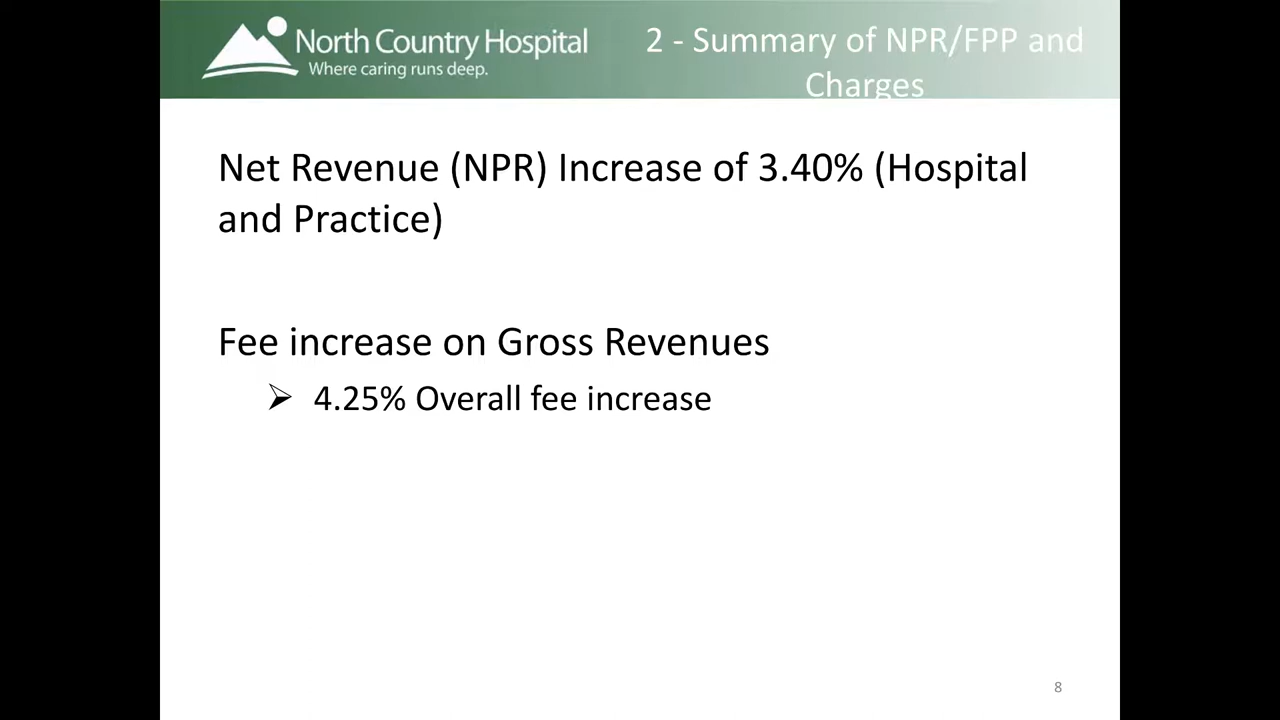 North Country Hospital
Where caring runs deep.
2 - Summary of NPR/FPP and
Charges
Net Revenue (NPR) Increase of 3.40% (Hospital
and Practice)
Fee increase on Gross Revenues
➢ 4.25% Overall fee increase
8